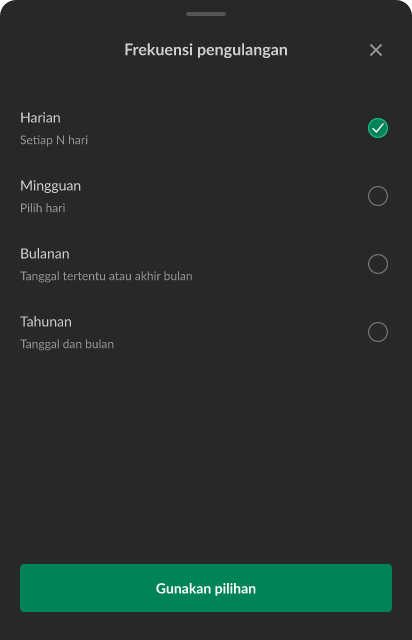 Frekuensi pengulangan
Harian
Setiap N hari
Mingguan
Pilih hari
Bulanan
Tanggal tertentu atau akhir bulan
Tahunan
Tanggal dan bulan
Gunakan pilihan